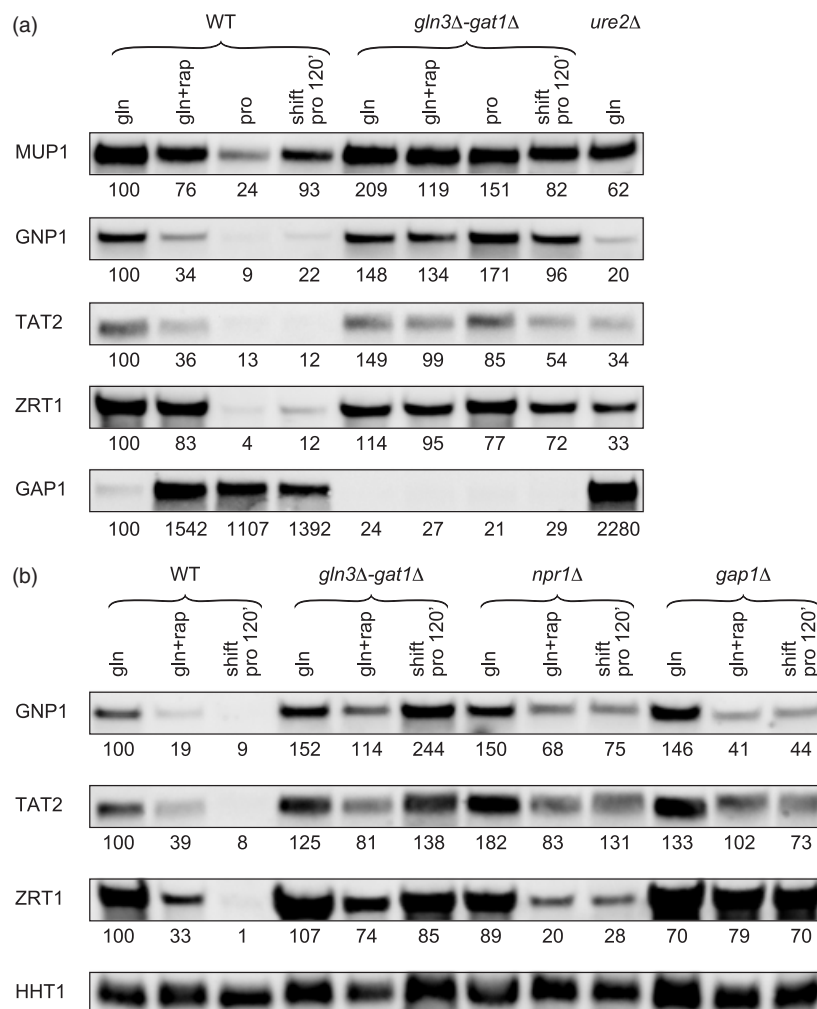 (a)
WT gln3Δ-gat1Δ ure2Δ
gln gln+rap pro shift pro 120' gln gln+rap pro shift pro 120' gln
MUP1
100 76 24 93 209 119 151 82 62
GNP1
100 34 9 22 148 134 171 96 20
TAT2
100 36 13 12 149 99 85 54 34
ZRT1
100 83 4 12 114 95 77 72 33
GAP1
100 1542 1107 1392 24 27 21 29 2280
(b)
WT gln3Δ-gat1Δ npr1Δ gap1Δ
gln gln+rap shift pro 120' gln gln+rap shift pro 120' gln gln+rap shift pro 120' gln gln+rap shift pro 120'
GNP1
100 19 9 152 114 244 150 68 75 146 41 44
TAT2
100 39 8 125 81 138 182 83 131 133 102 73
ZRT1
100 33 1 107 74 85 89 20 28 70 79 70
HHT1